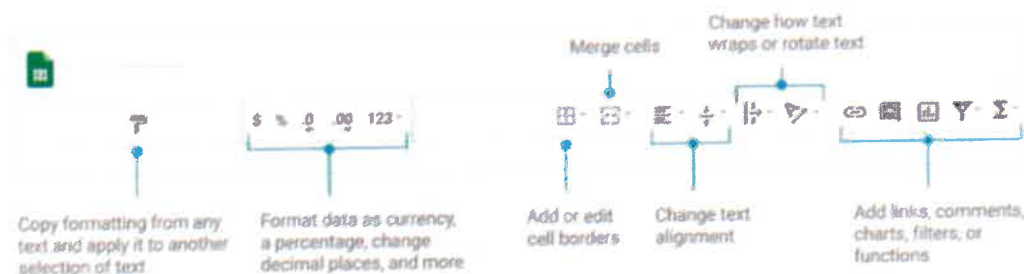 Change how text
wraps or rotate text
Merge cells
$ % .0 .00 123
Copy formatting from any
text and apply it to another
selection of text
Format data as currency,
a percentage, change
decimal places, and more
Add or edit
cell borders
Change text
alignment
Add links, comments,
charts, filters, or
functions
Σ